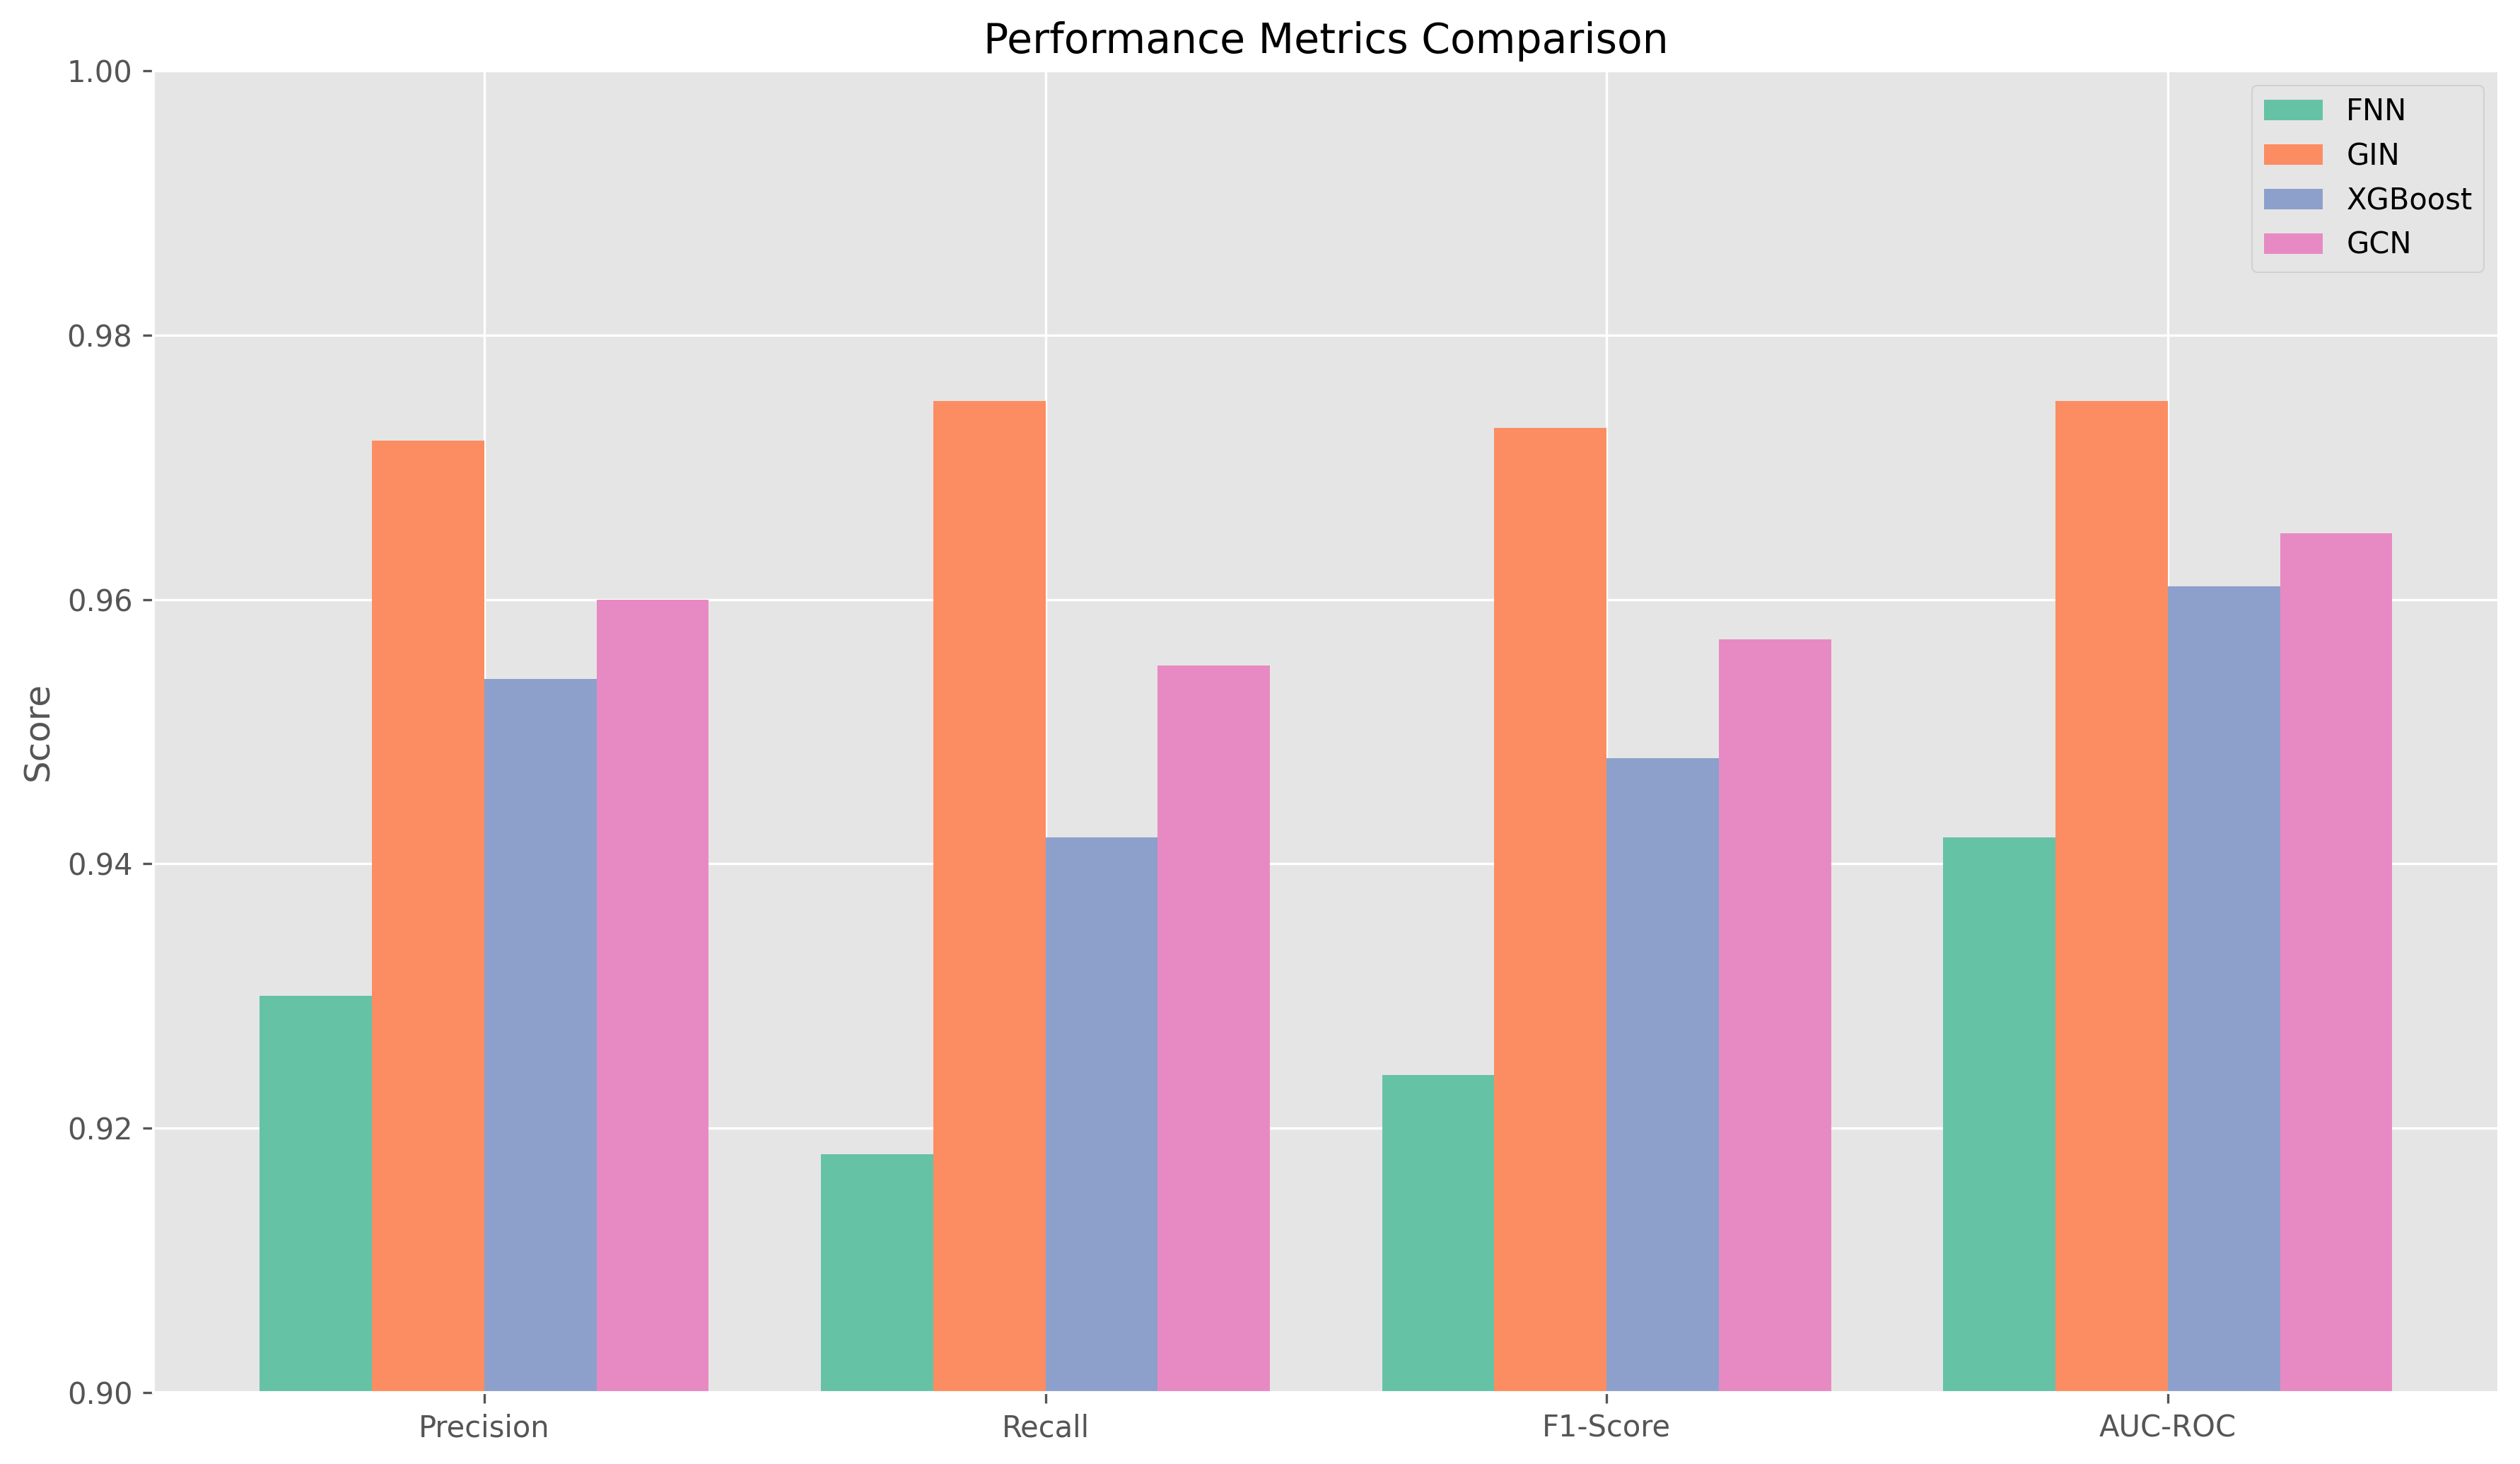 Performance Metrics Comparison
1.00
0.98
0.96
0.94
0.92
0.90
Score
FNN
GIN
XGBoost
GCN
Precision
Recall
F1-Score
AUC-ROC